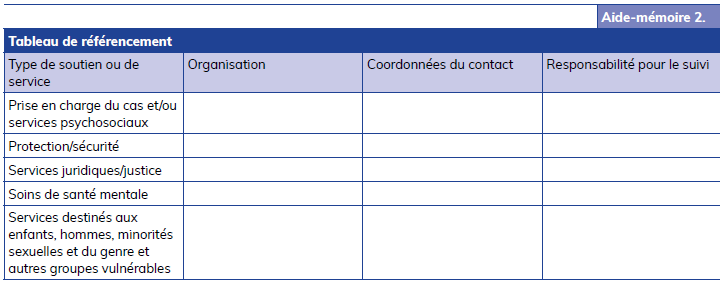 Aide-mémoire 2.
Tableau de référencement
Type de soutien ou de
service
Organisation
Coordonnées du contact
Responsabilité pour le suivi
Prise en charge du cas et/ou
services psychosociaux
Protection/sécurité
Services juridiques/justice
Soins de santé mentale
Services destinés aux
enfants, hommes, minorités
sexuelles et du genre et
autres groupes vulnérables